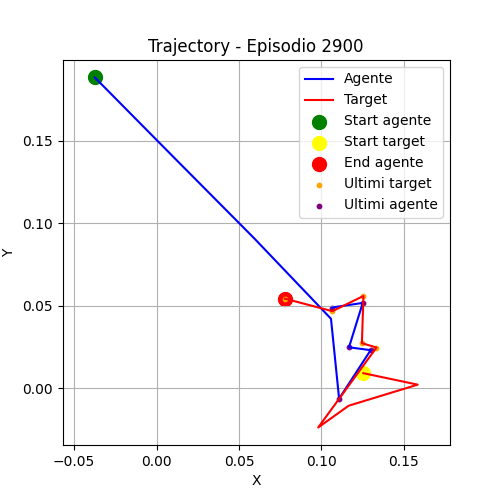 Trajectory - Episodio 2900
Agente
Target
Start agente
Start target
End agente
Ultimi target
Ultimi agente
Y
0.15
0.10
0.05
0.00
−0.05
0.00
0.05
0.10
0.15
X